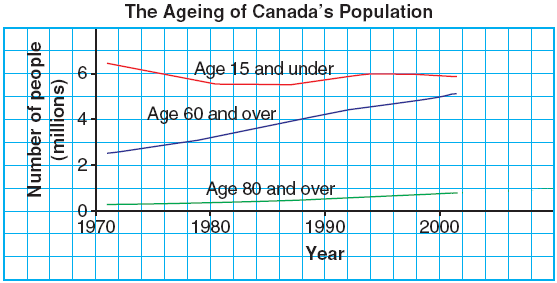 The Ageing of Canada's Population
Number of people
(millions)
6
4
2
0
Age 15 and under
Age 60 and over
Age 80 and over
1970
1980
1990
2000
Year